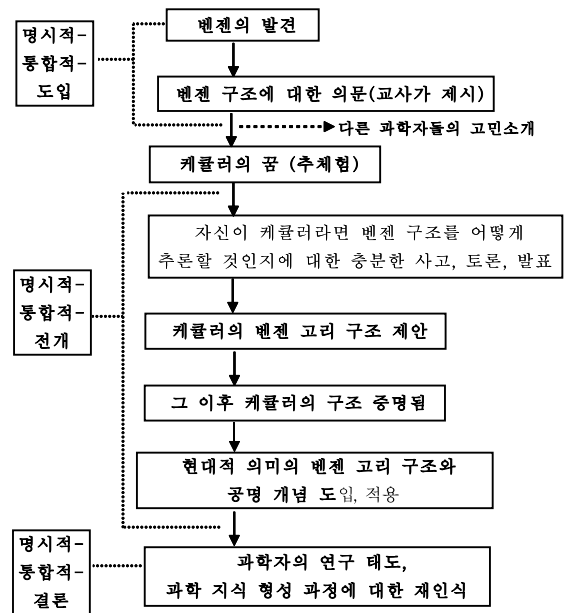 명시적-
통합적-
도입
벤젠의 발견
벤젠 구조에 대한 의문(교사가 제시)
다른 과학자들의 고민소개
케큘러의 꿈 (추체험)
자신이 케큘러라면 벤젠 구조를 어떻게
추론할 것인지에 대한 충분한 사고, 토론, 발표
명시적-
통합적-
전개
케큘러의 벤젠 고리 구조 제안
그 이후 케큘러의 구조 증명됨
현대적 의미의 벤젠 고리 구조와
공명 개념 도입, 적용
명시적-
통합적-
결론
과학자의 연구 태도,
과학 지식 형성 과정에 대한 재인식